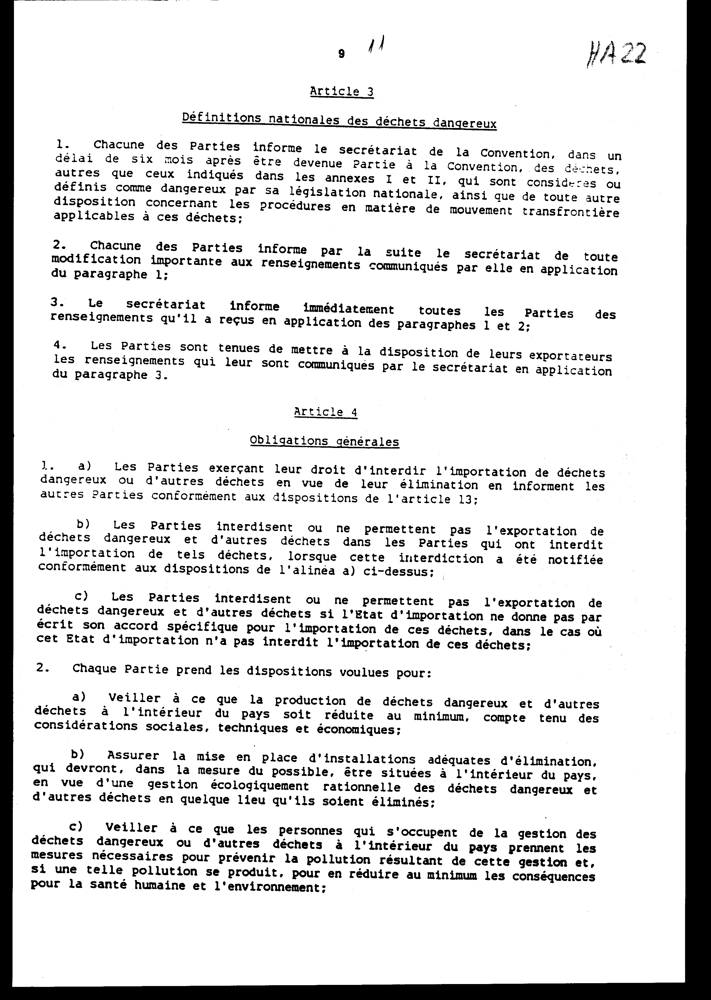 9 11
HA22
Article 3
Définitions nationales des déchets dangereux
1. Chacune des Parties informe le secrétariat de la Convention, dans un
délai de six mois après être devenue Partie à la Convention, des déchets,
autres que ceux indiqués dans les annexes I et II, qui sont considérés ou
définis comme dangereux par sa législation nationale, ainsi que de toute autre
disposition concernant les procédures en matière de mouvement transfrontière
applicables à ces déchets;
2. Chacune des Parties informe par la suite le secrétariat de toute
modification importante aux renseignements communiqués par elle en application
du paragraphe 1;
3. Le secrétariat informe immédiatement toutes les Parties des
renseignements qu'il a reçus en application des paragraphes 1 et 2;
4. Les Parties sont tenues de mettre à la disposition de leurs exportateurs
les renseignements qui leur sont communiqués par le secrétariat en application
du paragraphe 3.
Article 4
Obligations générales
1. a) Les Parties exerçant leur droit d'interdir l'importation de déchets
dangereux ou d'autres déchets en vue de leur élimination en informent les
autres Parties conformément aux dispositions de l'article 13;
b) Les Parties interdisent ou ne permettent pas l'exportation de
déchets dangereux et d'autres déchets dans les Parties qui ont interdit
l'importation de tels déchets, lorsque cette interdiction a été notifiée
conformément aux dispositions de l'alinéa a) ci-dessus;
c) Les Parties interdisent ou ne permettent pas l'exportation de
déchets dangereux et d'autres déchets si l'Etat d'importation ne donne pas par
écrit son accord spécifique pour l'importation de ces déchets, dans le cas où
cet Etat d'importation n'a pas interdit l'importation de ces déchets;
2. Chaque Partie prend les dispositions voulues pour:
a) Veiller à ce que la production de déchets dangereux et d'autres
déchets à l'intérieur du pays soit réduite au minimum, compte tenu des
considérations sociales, techniques et économiques;
b) Assurer la mise en place d'installations adéquates d'élimination,
qui devront, dans la mesure du possible, être situées à l'intérieur du pays,
en vue d'une gestion écologiquement rationnelle des déchets dangereux et
d'autres déchets en quelque lieu qu'ils soient éliminés;
c) Veiller à ce que les personnes qui s'occupent de la gestion des
déchets dangereux ou d'autres déchets à l'intérieur du pays prennent les
mesures nécessaires pour prévenir la pollution résultant de cette gestion et,
si une telle pollution se produit, pour en réduire au minimum les conséquences
pour la santé humaine et l'environnement;